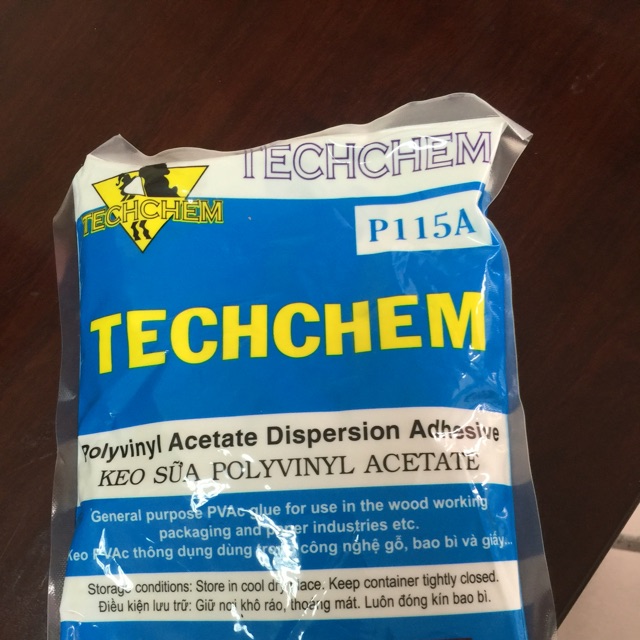 TECHCHEM
TECHCHEM
P115A
TECHCHEM
Polyvinyl Acetate Dispersion Adhesive
KEO SỮA POLYVINYL ACETATE
General purpose PVAc glue for use in the wood working
packaging and paper industries etc.
Keo PVAc thông dụng dùng trong công nghệ gỗ, bao bì và giấy...
Storage conditions: Store in cool dry place. Keep container tightly closed.
Điều kiện lưu trữ: Giữ nơi khô ráo, thoáng mát. Luôn đóng kín bao bì.